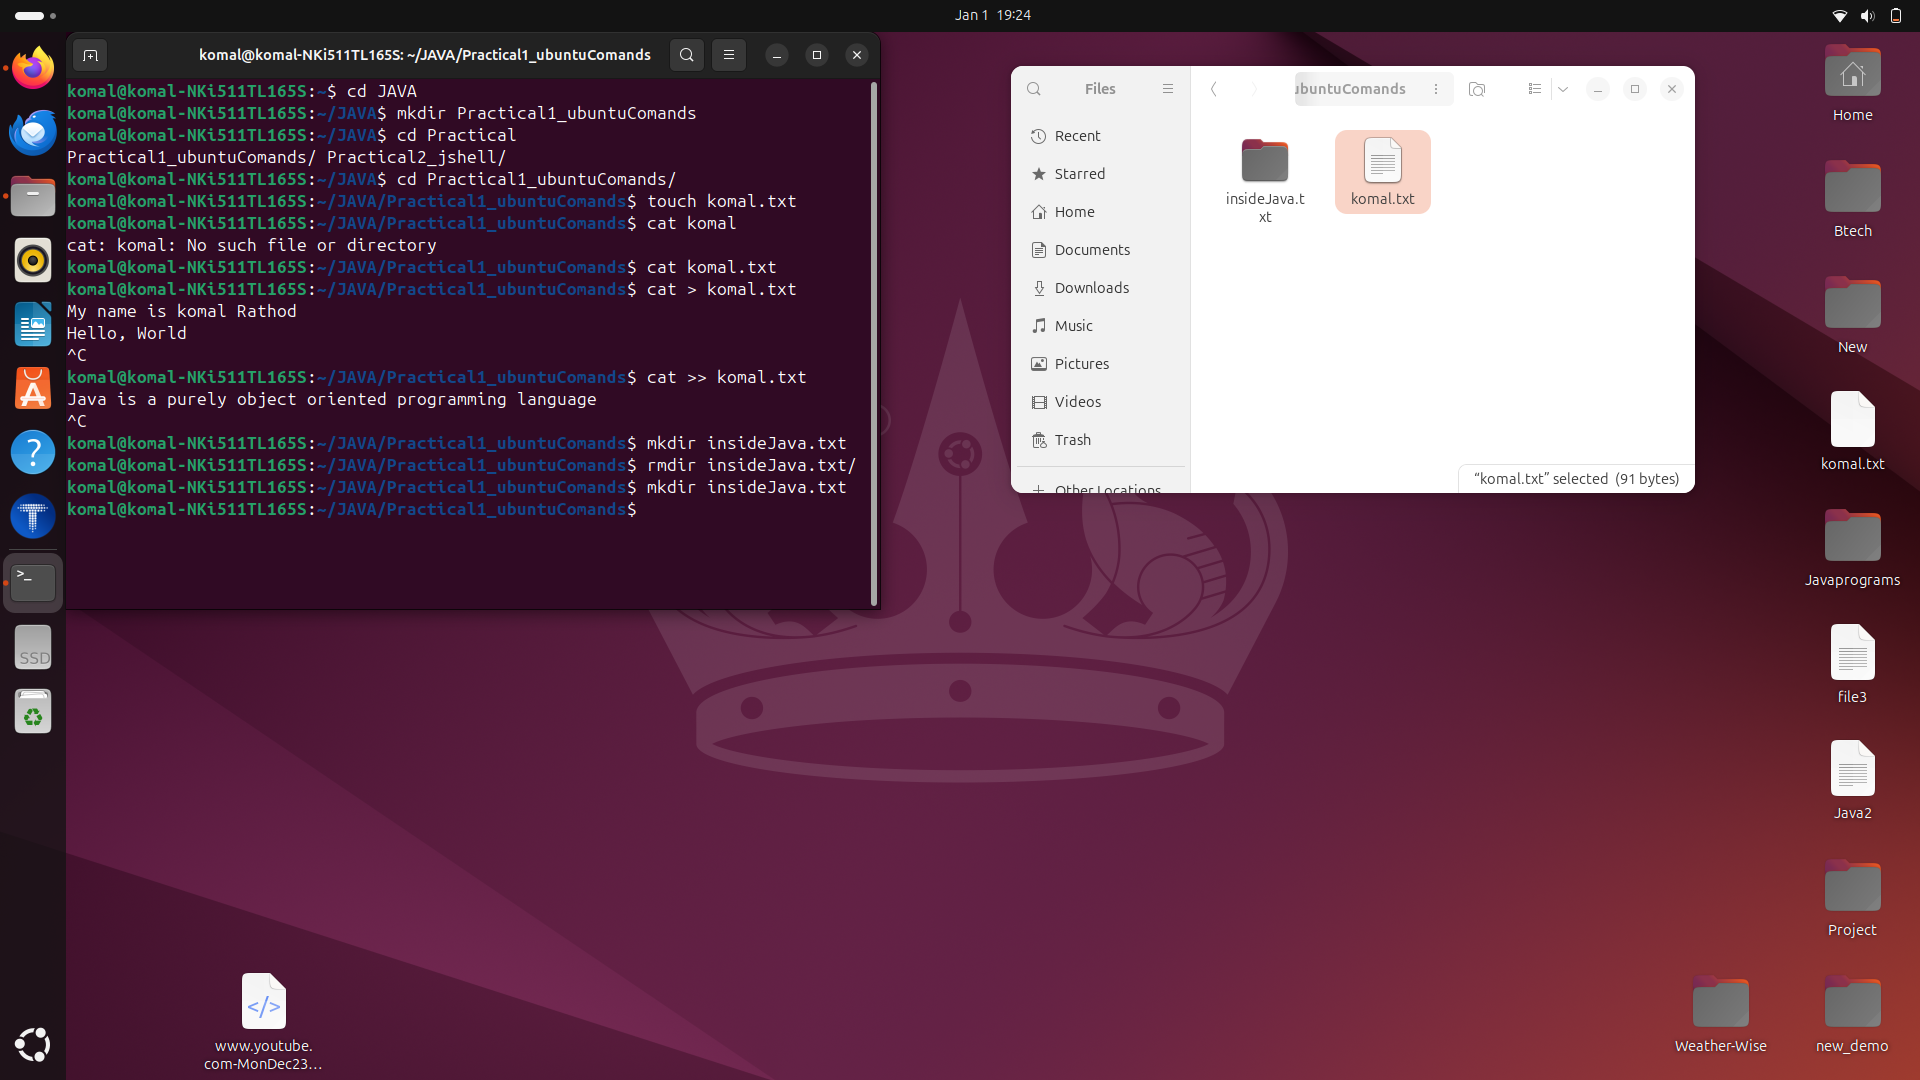 Jan 1 19:24
komal@komal-NKi511TL165S: ~/JAVA/Practical1_ubuntuComands
komal@komal-NKi511TL165S:~$ cd JAVA
komal@komal-NKi511TL165S:~/JAVA$ mkdir Practical1_ubuntuComands
komal@komal-NKi511TL165S:~/JAVA$ cd Practical
Practical1_ubuntuComands/ Practical2_jshell/
komal@komal-NKi511TL165S:~/JAVA$ cd Practical1_ubuntuComands/
komal@komal-NKi511TL165S:~/JAVA/Practical1_ubuntuComands$ touch komal.txt
komal@komal-NKi511TL165S:~/JAVA/Practical1_ubuntuComands$ cat komal
cat: komal: No such file or directory
komal@komal-NKi511TL165S:~/JAVA/Practical1_ubuntuComands$ cat komal.txt
komal@komal-NKi511TL165S:~/JAVA/Practical1_ubuntuComands$ cat > komal.txt
My name is komal Rathod
Hello, World
^C
komal@komal-NKi511TL165S:~/JAVA/Practical1_ubuntuComands$ cat >> komal.txt
Java is a purely object oriented programming language
^C
komal@komal-NKi511TL165S:~/JAVA/Practical1_ubuntuComands$ mkdir insideJava.txt
komal@komal-NKi511TL165S:~/JAVA/Practical1_ubuntuComands$ rmdir insideJava.txt/
komal@komal-NKi511TL165S:~/JAVA/Practical1_ubuntuComands$ mkdir insideJava.txt
komal@komal-NKi511TL165S:~/JAVA/Practical1_ubuntuComands$
>_
SSD
Files
ubuntuComands
Recent
Starred
Home
Documents
Downloads
Music
Pictures
Videos
Trash
Other Locations
insideJava.t
xt
komal.txt
“komal.txt” selected (91 bytes)
Home
Btech
New
komal.txt
Javaprograms
file3
Java2
Project
Weather-Wise
new_demo
</>
www.youtube.
com-MonDec23…